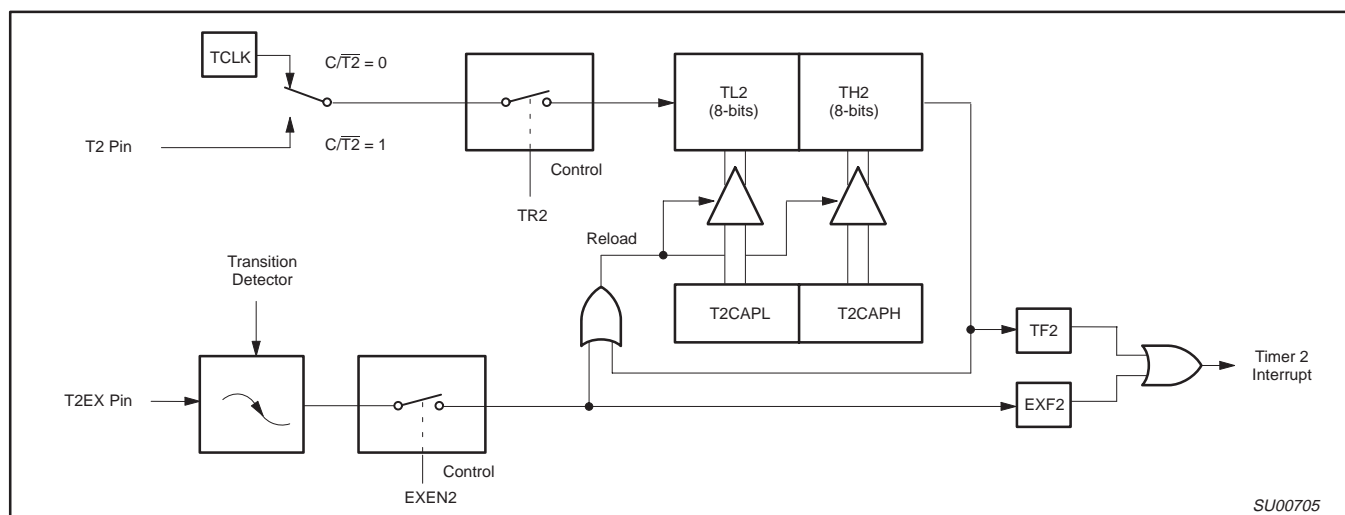 TCLK
C/T2 = 0
TL2
(8-bits)
TH2
(8-bits)
T2 Pin
C/T2 = 1
Control
TR2
Reload
Transition
Detector
T2CAPL
T2CAPH
TF2
Timer 2
Interrupt
T2EX Pin
EXF2
Control
EXEN2
SU00705